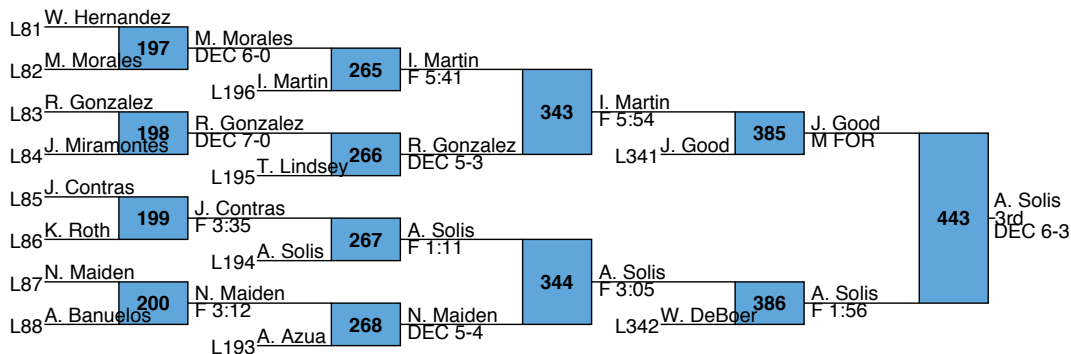 L81 W. Hernandez
197
M. Morales
DEC 6-0
L82 M. Morales
265
I. Martin
F 5:41
L196 I. Martin
L83 R. Gonzalez
343
I. Martin
F 5:54
198
R. Gonzalez
DEC 7-0
385
J. Good
M FOR
L84 J. Miramontes
266
R. Gonzalez
DEC 5-3
L341 J. Good
L195 T. Lindsey
L85 J. Contras
199
J. Contras
F 3:35
443
A. Solis
3rd
DEC 6-3
L86 K. Roth
267
A. Solis
F 1:11
L194 A. Solis
L87 N. Maiden
344
A. Solis
F 3:05
200
N. Maiden
F 3:12
386
A. Solis
F 1:56
L88 A. Banuelos
268
N. Maiden
DEC 5-4
L342 W. DeBoer
L193 A. Azua